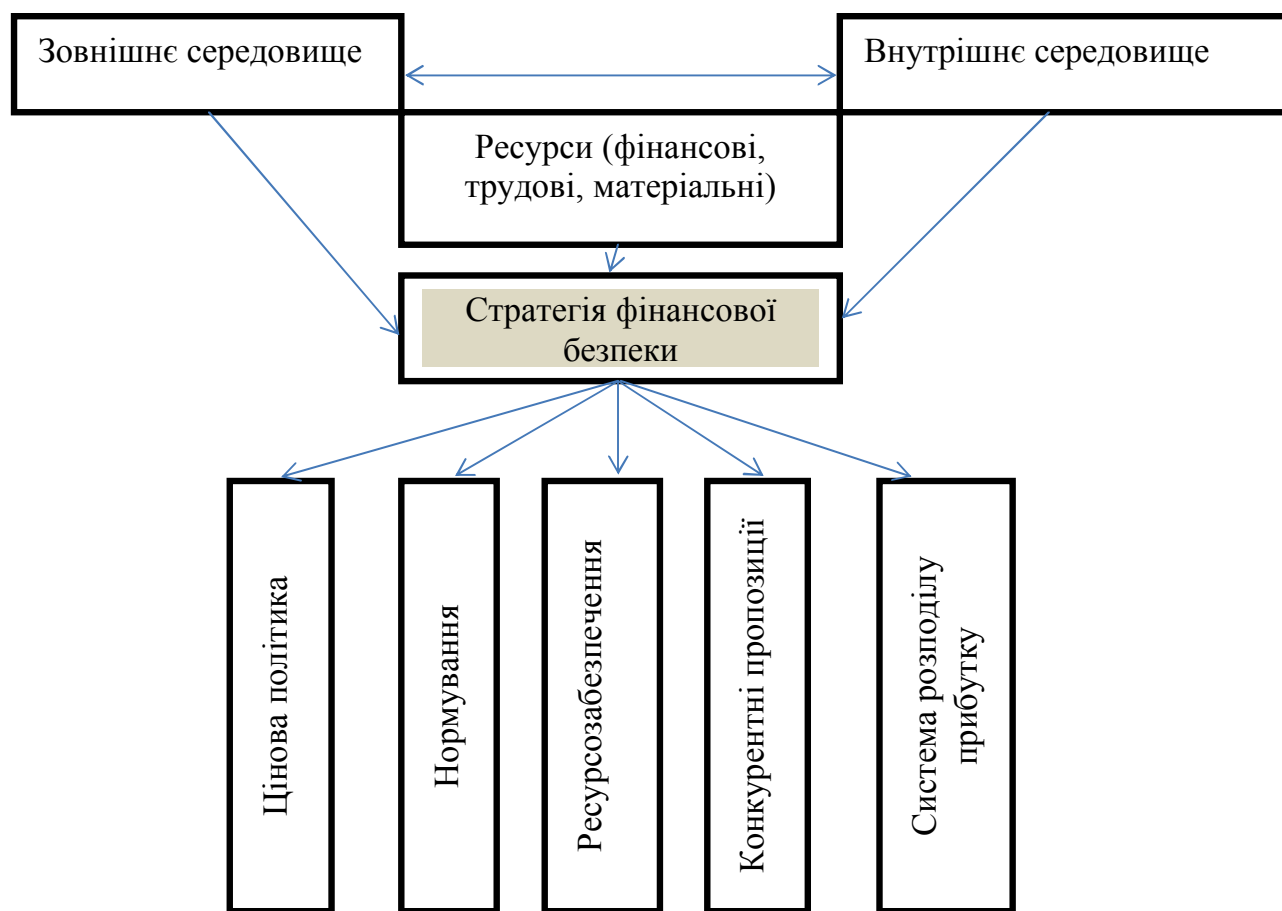 Зовнішнє середовище
Внутрішнє середовище
Ресурси (фінансові,
трудові, матеріальні)
Стратегія фінансової
безпеки
Цінова політика
Нормування
Ресурсозабезпечення
Конкурентні пропозиції
Система розподілу
прибутку